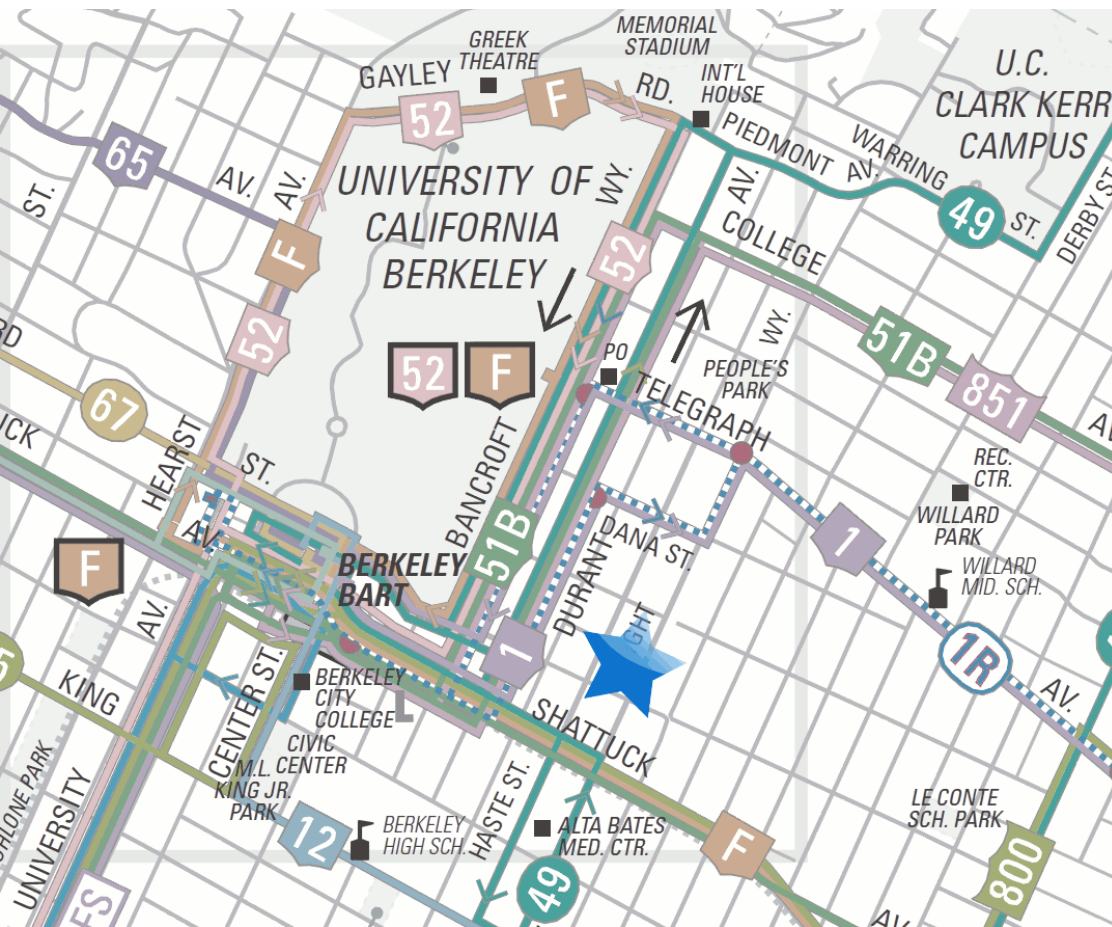 MEMORIAL
STADIUM
GREEK
THEATRE
GAYLEY
RD.
INT'L
HOUSE
U.C.
CLARK KERR
CAMPUS
F
52
65
AV.
ST.
AV.
WY.
PIEDMONT
AV.
WARRING
ST.
49
DERBY ST.
UNIVERSITY OF
CALIFORNIA
BERKELEY
AV.
COLLEGE
F
52
52
WY.
51B
851
PO
PEOPLE'S
PARK
52
F
67
TELEGRAPH
HEARST
ST.
BANCROFT
REC.
CTR.
WILLARD
PARK
1
WILLARD
MID. SCH.
51B
DANA ST.
DURANT
AV.
BERKELEY
BART
F
AV.
1
1R
AV.
KING
CENTER ST.
BERKELEY
CITY
COLLEGE
SHATTUCK
CIVIC
CENTER
M.L.
KING JR.
PARK
UNIVERSITY
HASTE ST.
LE CONTE
SCH. PARK
12
BERKELEY
HIGH SCH.
ALTA BATES
MED. CTR.
F
49
800
FS
AV.